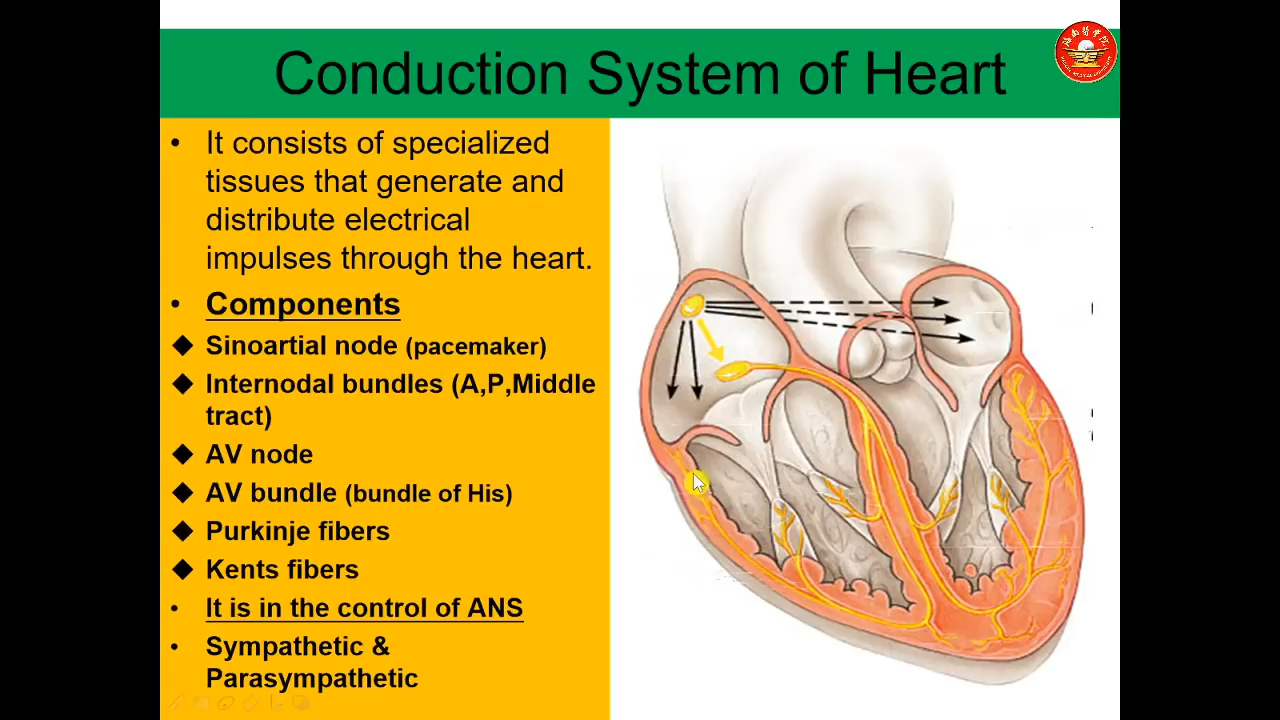 Conduction System of Heart
• It consists of specialized
tissues that generate and
distribute electrical
impulses through the heart.
• Components
◆ Sinoartial node (pacemaker)
◆ Internodal bundles (A,P,Middle
tract)
◆ AV node
◆ AV bundle (bundle of His)
◆ Purkinje fibers
◆ Kents fibers
• It is in the control of ANS
• Sympathetic &
Parasympathetic